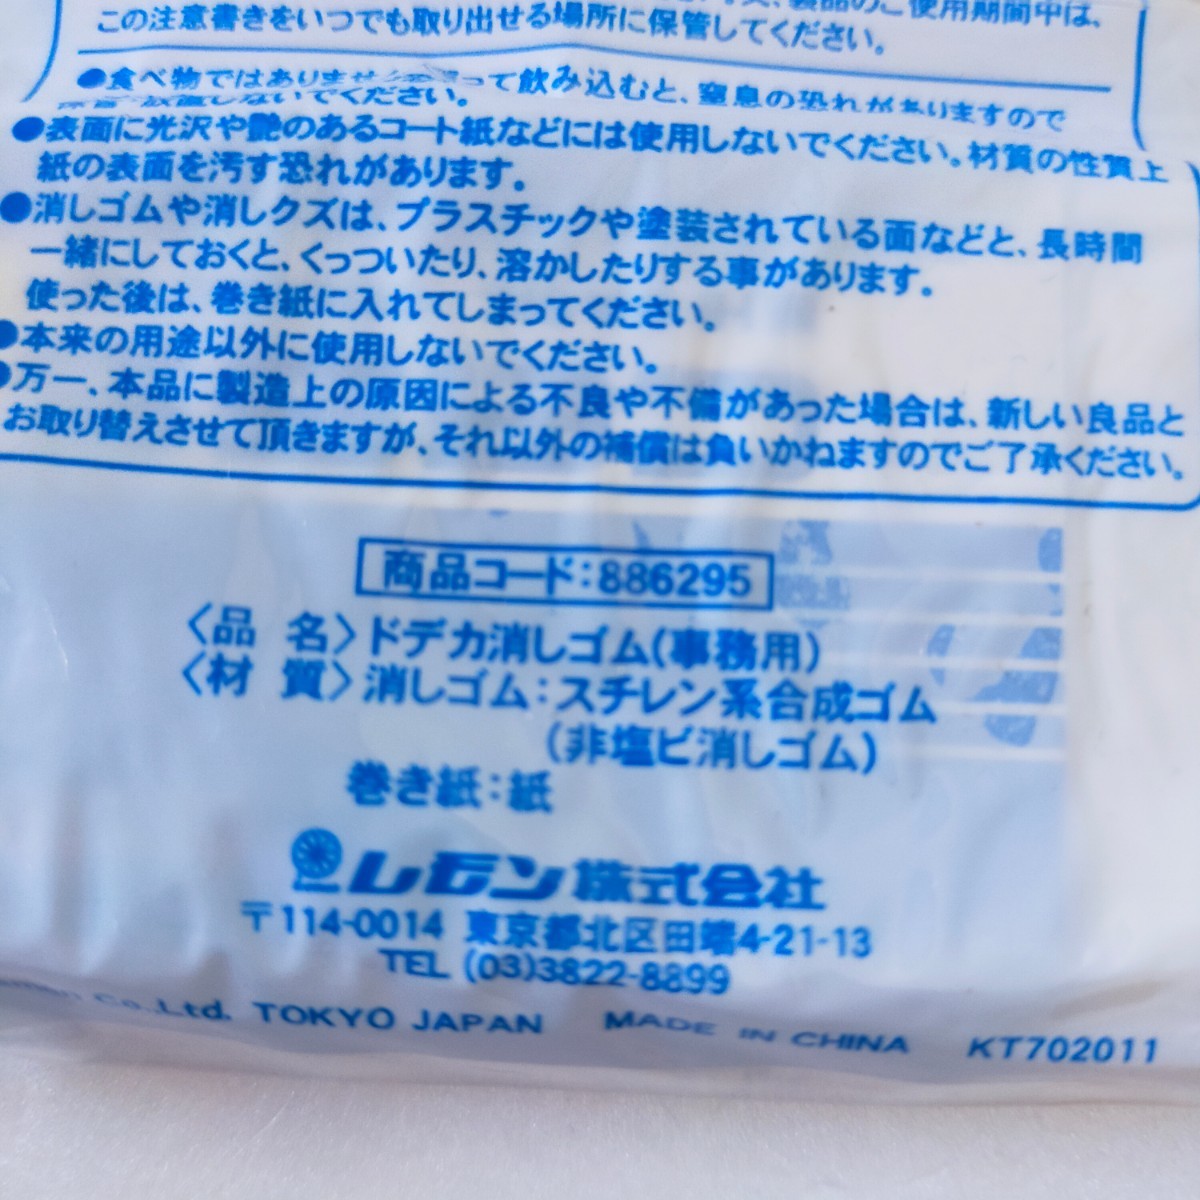 製品のご使用期間中は、
この注意書きをいつでも取り出せる場所に保管してください。
●食べ物ではありません って飲み込むと、窒息の恐れがありますので
しないでください。
●表面に光沢や艶のあるコート紙などには使用しないでください。材質の性質上
紙の表面を汚す恐れがあります。
●消しゴムや消しクズは、プラスチックや塗装されている面などと、長時間
一緒にしておくと、くっついたり、溶かしたりする事があります。
使った後は、巻き紙に入れてしまってください。
●本来の用途以外に使用しないでください。
●万一、本品に製造上の原因による不良や不備があった場合は、新しい良品と
お取り替えさせて頂きますが、それ以外の補償は負いかねますのでご了承ください。
商品コード:886295
〈品 名〉ドデカ消しゴム(事務用)
〈材 質〉消しゴム:スチレン系合成ゴム
(非塩ビ消しゴム)
巻き紙:紙
レモン株式会社
〒114-0014 東京都北区田端4-21-13
TEL (03)3822-8899
Co.,Ltd. TOKYO JAPAN MADE IN CHINA KT702011